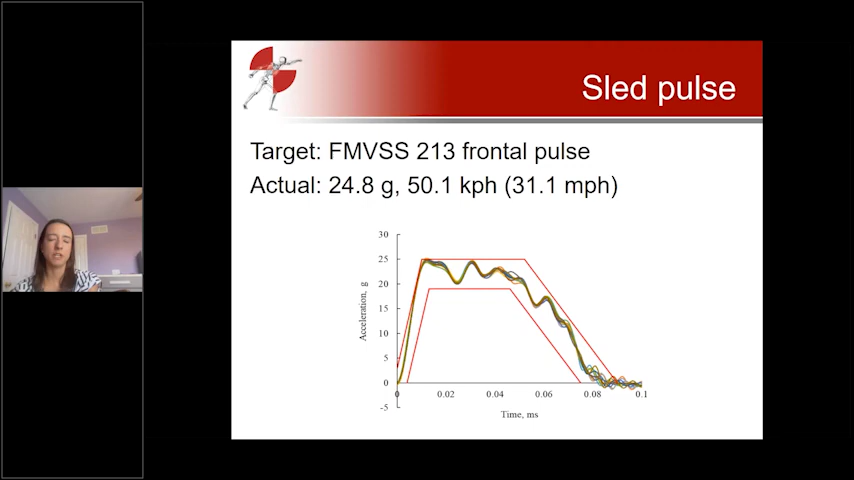 Sled pulse
Target: FMVSS 213 frontal pulse
Actual: 24.8 g, 50.1 kph (31.1 mph)
30
25
20
15
10
5
0
-5
Acceleration, g
0 0.02 0.04 0.06 0.08 0.1
Time, ms